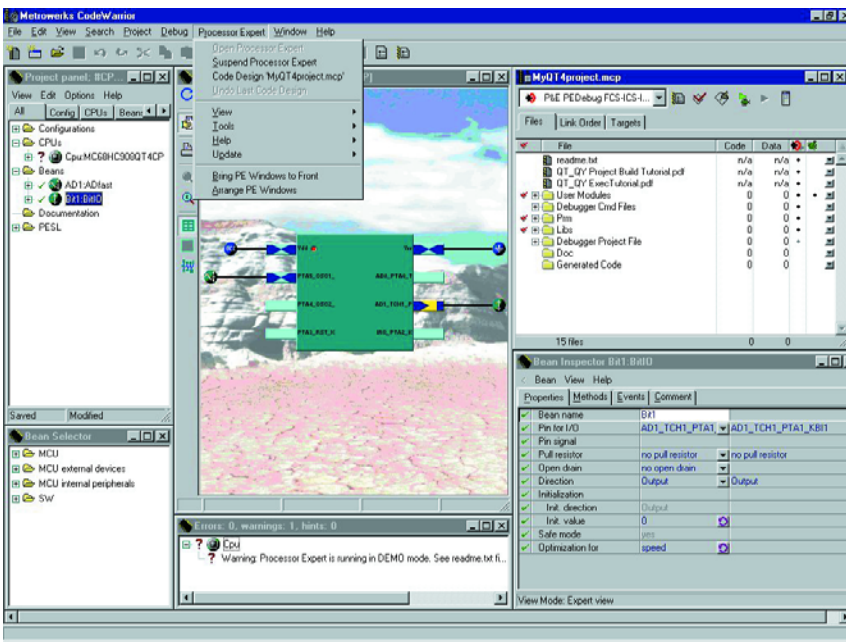 Metrowerks CodeWarrior
File Edit View Search Project Debug Processor Expert Window Help
Open Processor Expert
Suspend Processor Expert
Code Design 'MyQT4project.mcp'
Undo Last Code Design
View
Tools
Help
Update
Bring PE Windows to Front
Arrange PE Windows
Project panel; #CP...
View Edit Options Help
All Config CPUs Beans
Configurations
CPUs
? Cpu:MC68HC908QT4CP
Beans
AD1:ADfast
Bit1:BitIO
Documentation
PESL
Saved Modified
Bean Selector
MCU
MCU external devices
MCU internal peripherals
SW
P]
Vdd
PTA5_OSC1_
AD2_PTA4_
PTA4_OSC2_
AD1_TCH1_P
PTA3_RST_K
IRQ_PTA2_K
Errors: 0, warnings: 1, hints: 0
? Cpu
? Warning: Processor Expert is running in DEMO mode. See readme.txt fi...
MyQT4project.mcp
P&E PEDebug FCS-ICS-I...
Files Link Order Targets
File Code Data
readme.txt n/a n/a
QT_QY Project Build Tutorial.pdf n/a n/a
QT_QY ExecTutorial.pdf n/a n/a
User Modules 0 0
Debugger Cmd Files 0 0
Prm 0 0
Libs 0 0
Debugger Project File 0 0
Doc 0 0
Generated Code 0 0
15 files 0 0
Bean Inspector Bit1:BitIO
< Bean View Help
Properties Methods Events Comment
Bean name Bit1
Pin for I/O AD1_TCH1_PTA1_ AD1_TCH1_PTA1_KBI1
Pin signal
Pull resistor no pull resistor no pull resistor
Open drain no open drain
Direction Output Output
Initialization
Init. direction Output
Init. value 0
Safe mode yes
Optimization for speed
View Mode: Expert view